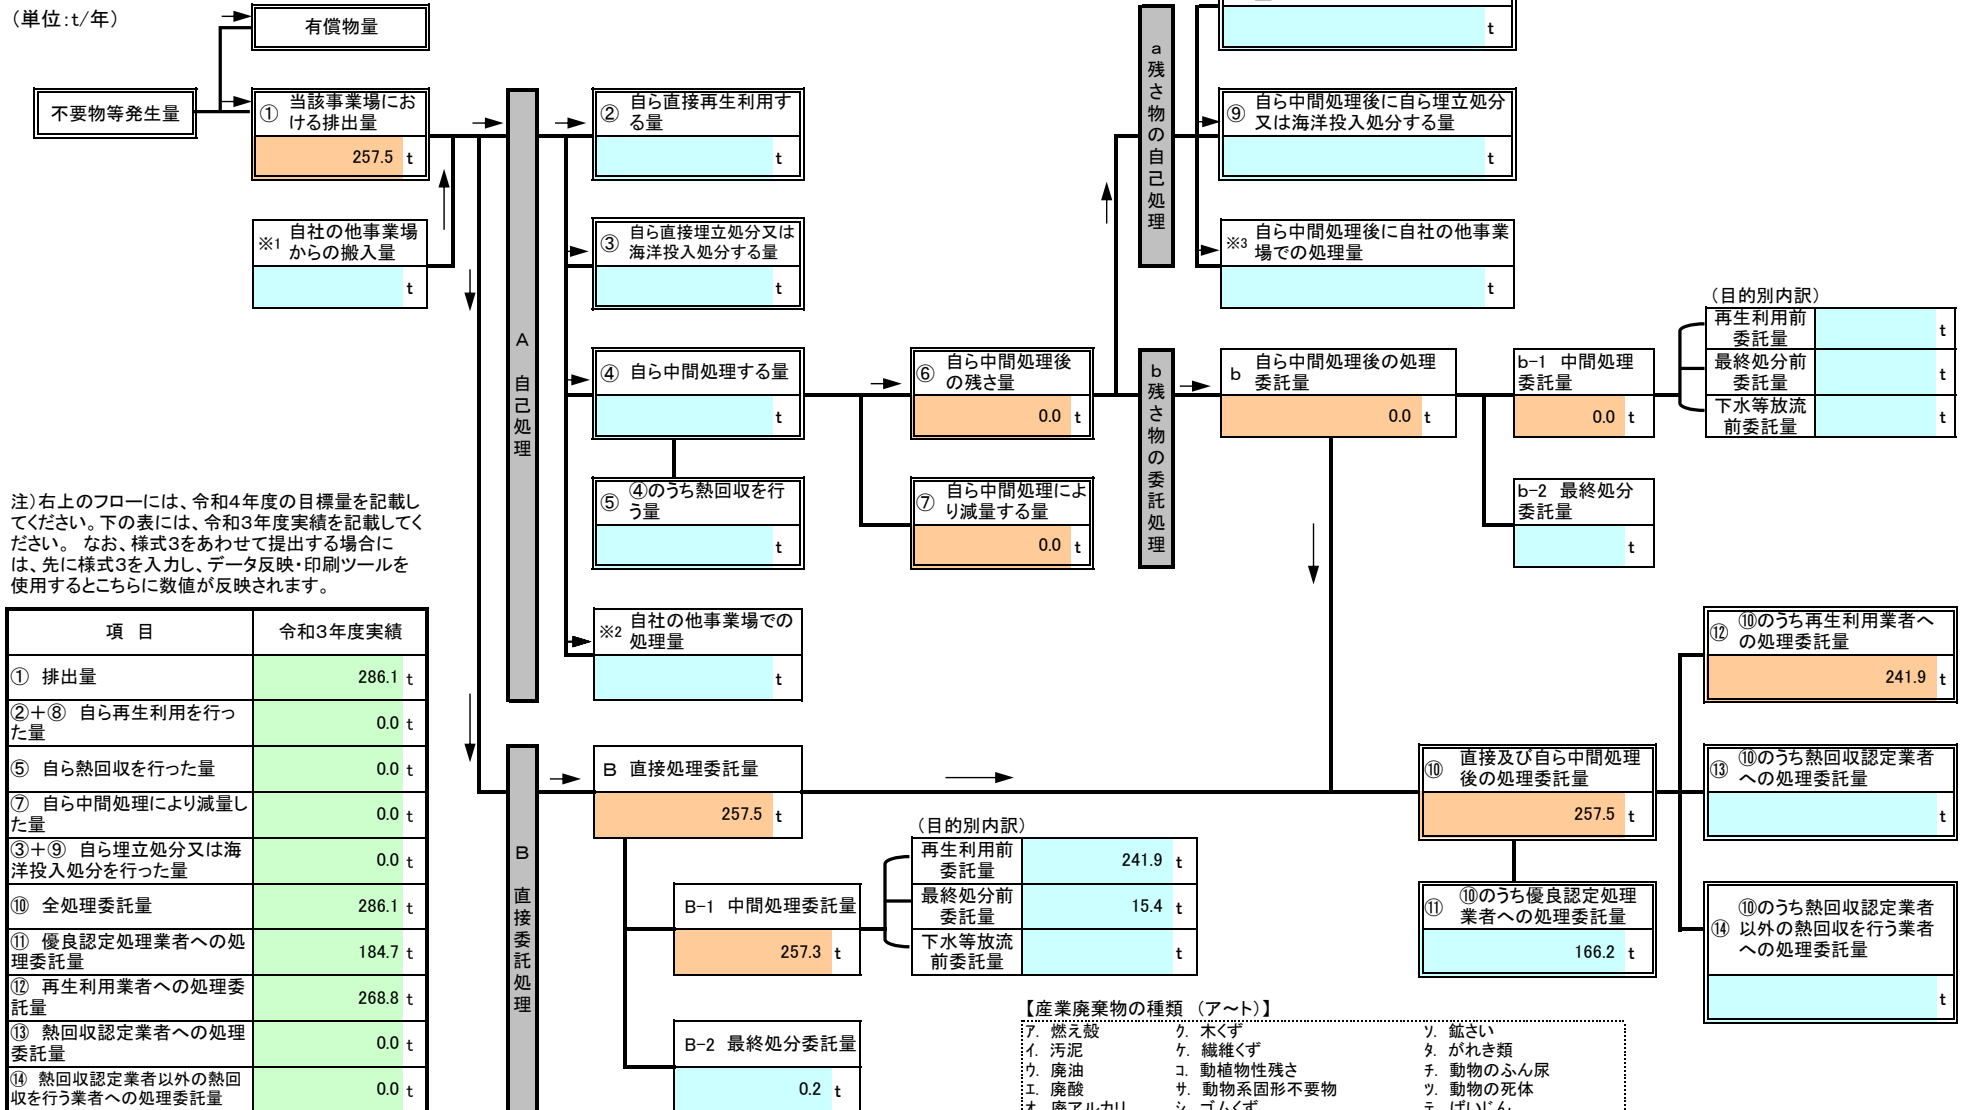 (単位:t/年)
有償物量
不要物等発生量
① 当該事業場にお
ける排出量
257.5 t
※1 自社の他事業場
からの搬入量
t
A 自己処理
② 自ら直接再生利用す
る量
t
③ 自ら直接埋立処分又は
海洋投入処分する量
t
④ 自ら中間処理する量
t
⑤ ④のうち熱回収を行
う量
t
※2 自社の他事業場での
処理量
t
⑥ 自ら中間処理後
の残さ量
0.0 t
⑦ 自ら中間処理によ
り減量する量
0.0 t
a 残さ物の自己処理
t
⑨ 自ら中間処理後に自ら埋立処分
又は海洋投入処分する量
t
※3 自ら中間処理後に自社の他事業
場での処理量
t
b 残さ物の委託処理
b 自ら中間処理後の処理
委託量
0.0 t
b-1 中間処理
委託量
0.0 t
b-2 最終処分
委託量
t
(目的別内訳)
再生利用前
委託量
t
最終処分前
委託量
t
下水等放流
前委託量
t
注)右上のフローには、令和4年度の目標量を記載し
てください。下の表には、令和3年度実績を記載してく
ださい。 なお、様式3をあわせて提出する場合に
は、先に様式3を入力し、データ反映・印刷ツールを
使用するとこちらに数値が反映されます。
項 目 令和3年度実績
① 排出量 286.1 t
②+⑧ 自ら再生利用を行っ
た量 0.0 t
⑤ 自ら熱回収を行った量 0.0 t
⑦ 自ら中間処理により減量し
た量 0.0 t
③+⑨ 自ら埋立処分又は海
洋投入処分を行った量 0.0 t
⑩ 全処理委託量 286.1 t
⑪ 優良認定処理業者への処
理委託量 184.7 t
⑫ 再生利用業者への処理委
託量 268.8 t
⑬ 熱回収認定業者への処理
委託量 0.0 t
⑭ 熱回収認定業者以外の熱回
収を行う業者への処理委託量 0.0 t
B 直接委託処理
B 直接処理委託量
257.5 t
B-1 中間処理委託量
257.3 t
B-2 最終処分委託量
0.2 t
(目的別内訳)
再生利用前
委託量
241.9 t
最終処分前
委託量
15.4 t
下水等放流
前委託量
t
⑩ 直接及び自ら中間処理
後の処理委託量
257.5 t
⑪ ⑩のうち優良認定処理
業者への処理委託量
166.2 t
⑫ ⑩のうち再生利用業者へ
の処理委託量
241.9 t
⑬ ⑩のうち熱回収認定業者
への処理委託量
t
⑭ ⑩のうち熱回収認定業者
以外の熱回収を行う業者
への処理委託量
t
【産業廃棄物の種類 (ア~ト)】
ア. 燃え殻 ク. 木くず ソ. 鉱さい
イ. 汚泥 ケ. 繊維くず タ. がれき類
ウ. 廃油 コ. 動植物性残さ チ. 動物のふん尿
エ. 廃酸 サ. 動物系固形不要物 ツ. 動物の死体
オ. 廃アルカリ シ. ゴムくず テ. ばいじん